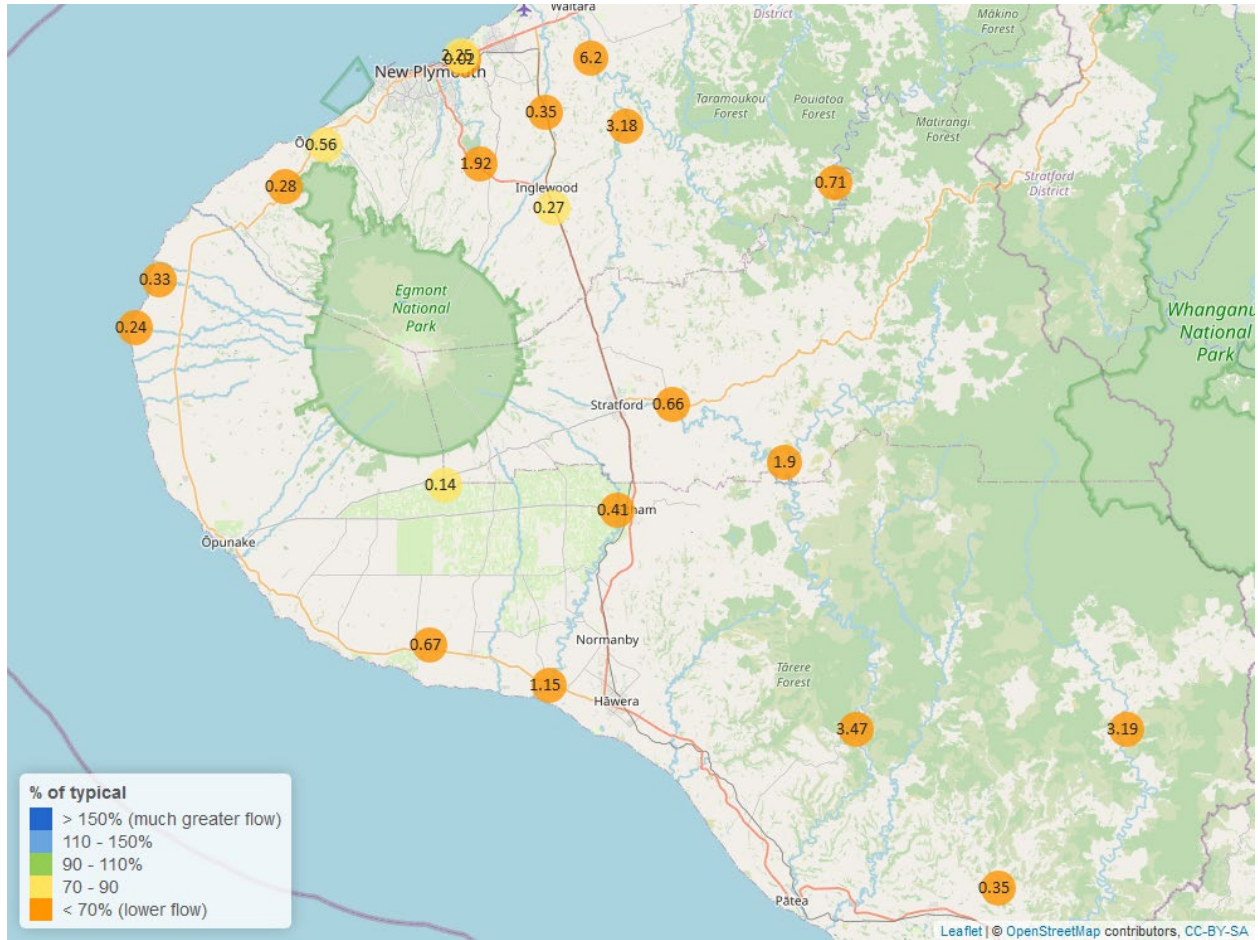 Waitara
District
Mākino
Forest
2.25
0.02
6.2
New Plymouth
Taramoukou
Forest
Pouiatoa
Forest
0.35
3.18
Matirangi
Forest
0.56
1.92
0.28
Inglewood
0.71
Stratford
District
0.27
0.33
Egmont
National
Park
0.24
Whanganu
National
Park
Stratford
0.66
1.9
0.14
0.41
ham
Ōpunake
0.67
Normanby
1.15
Hāwera
Tārere
Forest
3.47
3.19
% of typical
> 150% (much greater flow)
110 - 150%
90 - 110%
70 - 90
< 70% (lower flow)
0.35
Pātea
Leaflet | © OpenStreetMap contributors, CC-BY-SA